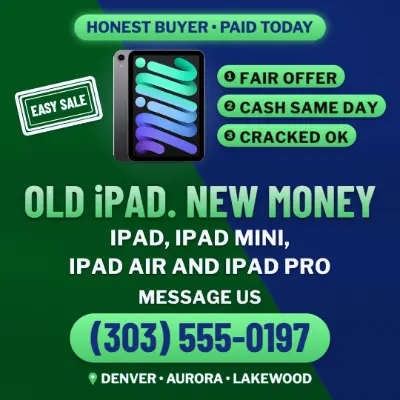 HONEST BUYER • PAID TODAY
EASY SALE
1 FAIR OFFER
2 CASH SAME DAY
3 CRACKED OK
OLD iPAD. NEW MONEY
IPAD, IPAD MINI,
IPAD AIR AND IPAD PRO
MESSAGE US
(303) 555-0197
DENVER • AURORA • LAKEWOOD